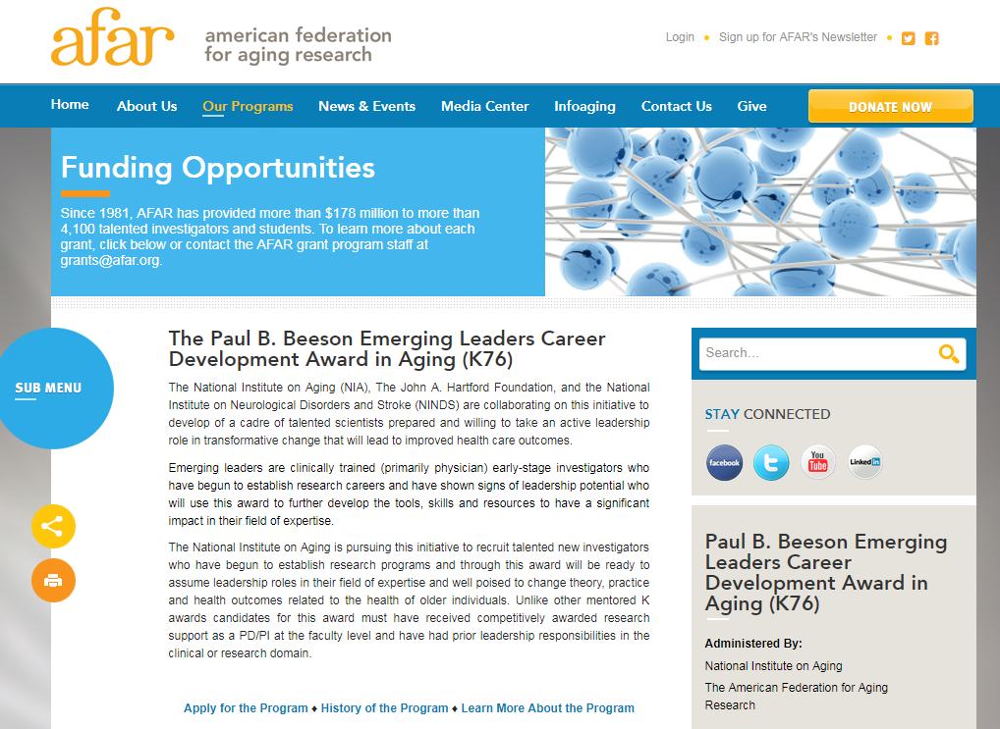 afar
american federation
for aging research
Login • Sign up for AFAR's Newsletter •
Home About Us Our Programs News & Events Media Center Infoaging Contact Us Give DONATE NOW
Funding Opportunities
Since 1981, AFAR has provided more than $178 million to more than
4,100 talented investigators and students. To learn more about each
grant, click below or contact the AFAR grant program staff at
grants@afar.org.
SUB MENU
The Paul B. Beeson Emerging Leaders Career
Development Award in Aging (K76)
The National Institute on Aging (NIA), The John A. Hartford Foundation, and the National
Institute on Neurological Disorders and Stroke (NINDS) are collaborating on this initiative to
develop of a cadre of talented scientists prepared and willing to take an active leadership
role in transformative change that will lead to improved health care outcomes.
Emerging leaders are clinically trained (primarily physician) early-stage investigators who
have begun to establish research careers and have shown signs of leadership potential who
will use this award to further develop the tools, skills and resources to have a significant
impact in their field of expertise.
The National Institute on Aging is pursuing this initiative to recruit talented new investigators
who have begun to establish research programs and through this award will be ready to
assume leadership roles in their field of expertise and well poised to change theory, practice
and health outcomes related to the health of older individuals. Unlike other mentored K
awards candidates for this award must have received competitively awarded research
support as a PD/PI at the faculty level and have had prior leadership responsibilities in the
clinical or research domain.
Apply for the Program ♦ History of the Program ♦ Learn More About the Program
Search...
STAY CONNECTED
facebook
You
Tube
Linked in
Paul B. Beeson Emerging
Leaders Career
Development Award in
Aging (K76)
Administered By:
National Institute on Aging
The American Federation for Aging
Research